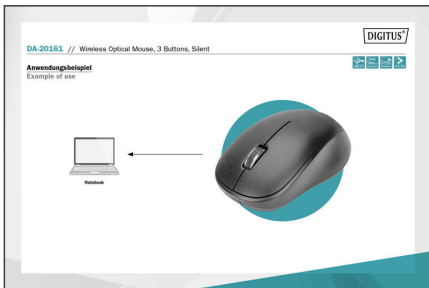 DIGITUS®
DA-20161 // Wireless Optical Mouse, 3 Buttons, Silent
Anwendungsbeispiel
Example of use
Notebook